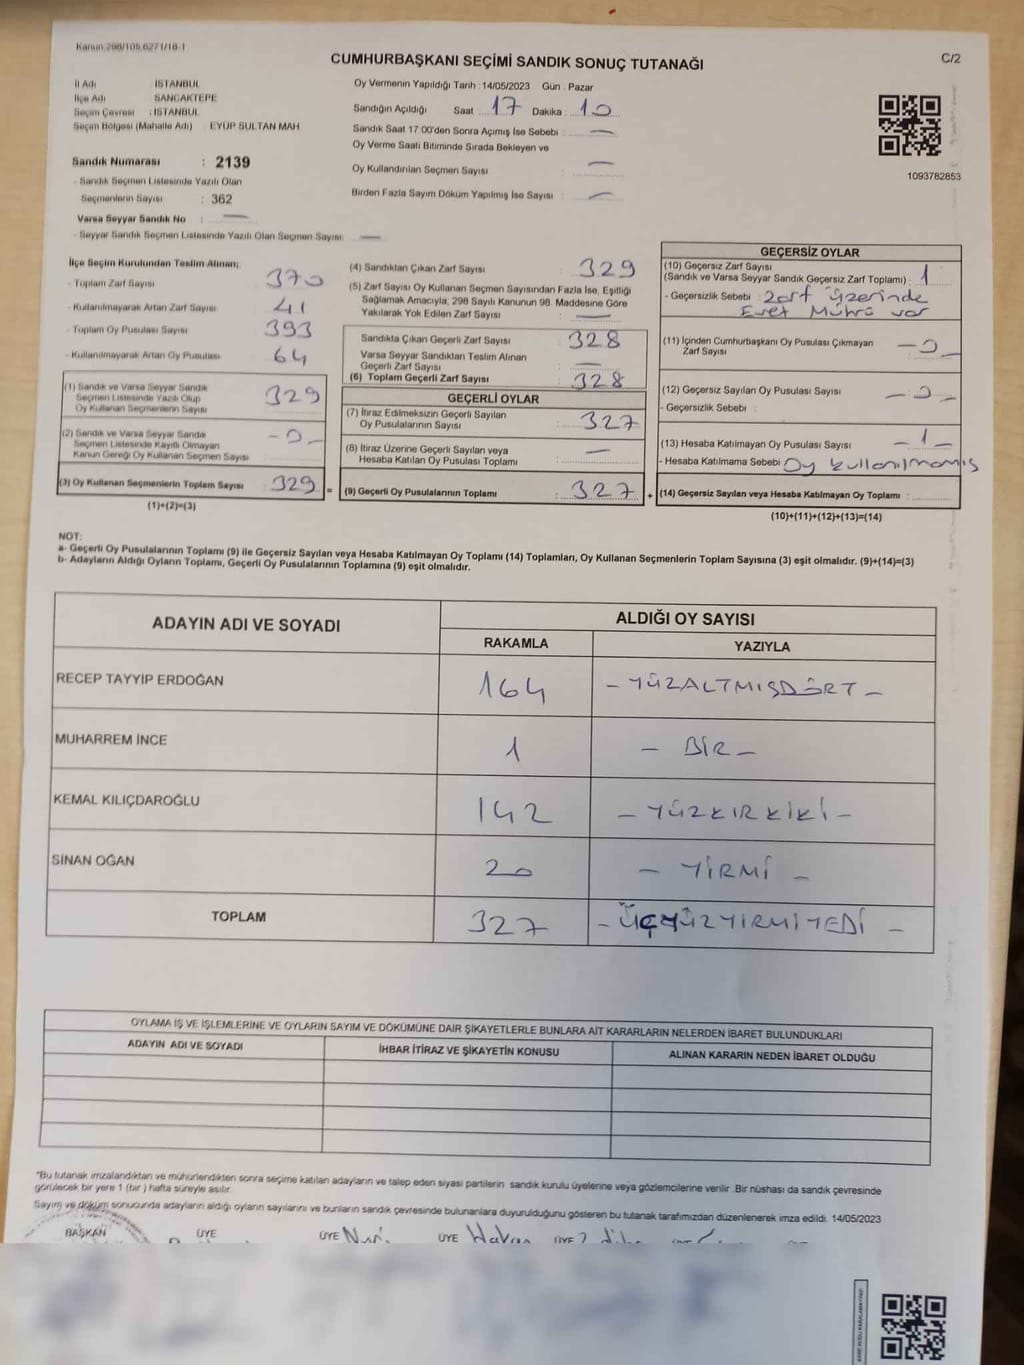 Kanun.298/105,6271/18-1
C/2
CUMHURBAŞKANI SEÇİMİ SANDIK SONUÇ TUTANAĞI
İl Adı : İSTANBUL
İlçe Adı : SANCAKTEPE
Seçim Çevresi : İSTANBUL
Seçim Bölgesi (Mahalle Adı) : EYÜP SULTAN MAH.
Sandık Numarası : 2139
- Sandık Seçmen Listesinde Yazılı Olan
Seçmenlerin Sayısı : 362
Varsa Seyyar Sandık No : —
- Seyyar Sandık Seçmen Listesinde Yazılı Olan Seçmen Sayısı: —
Oy Vermenin Yapıldığı Tarih : 14/05/2023 Gün : Pazar
Sandığın Açıldığı Saat : 17 Dakika : 10
Sandık Saat 17:00'den Sonra Açımış İse Sebebi : —
Oy Verme Saati Bitiminde Sırada Bekleyen ve
Oy Kullandırılan Seçmen Sayısı : —
Birden Fazla Sayım Döküm Yapılmış İse Sayısı : —
1093782853
İlçe Seçim Kurulundan Teslim Alınan;
- Toplam Zarf Sayısı : 370
- Kullanılmayarak Artan Zarf Sayısı : 41
- Toplam Oy Pusulası Sayısı : 393
- Kullanılmayarak Artan Oy Pusulası : 64
(1) Sandık ve Varsa Seyyar Sandık
Seçmen Listesinde Yazılı Olup
Oy Kullanan Seçmenlerin Sayısı : 329
(2) Sandık ve Varsa Seyyar Sandık
Seçmen Listesinde Kayıtlı Olmayan
Kanun Gereği Oy Kullanan Seçmen Sayısı : - 0 -
(3) Oy Kullanan Seçmenlerin Toplam Sayısı : 329 =
(1)+(2)=(3)
(4) Sandıktan Çıkan Zarf Sayısı : 329
(5) Zarf Sayısı Oy Kullanan Seçmen Sayısından Fazla İse, Eşitliği
Sağlamak Amacıyla, 298 Sayılı Kanunun 98. Maddesine Göre
Yakılarak Yok Edilen Zarf Sayısı : —
Sandıkta Çıkan Geçerli Zarf Sayısı : 328
Varsa Seyyar Sandıktan Teslim Alınan
Geçerli Zarf Sayısı : —
(6) Toplam Geçerli Zarf Sayısı : 328
GEÇERLİ OYLAR
(7) İtiraz Edilmeksizin Geçerli Sayılan
Oy Pusulalarının Sayısı : 327
(8) İtiraz Üzerine Geçerli Sayılan veya
Hesaba Katılan Oy Pusulası Toplamı : —
(9) Geçerli Oy Pusulalarının Toplamı : 327 +
GEÇERSİZ OYLAR
(10) Geçersiz Zarf Sayısı
(Sandık ve Varsa Seyyar Sandık Geçersiz Zarf Toplamı) : 1
- Geçersizlik Sebebi : Zarf üzerinde
Evet Mührü var
(11) İçinden Cumhurbaşkanı Oy Pusulası Çıkmayan
Zarf Sayısı : - 0 -
(12) Geçersiz Sayılan Oy Pusulası Sayısı : - 0 -
- Geçersizlik Sebebi :
(13) Hesaba Katılmayan Oy Pusulası Sayısı : - 1 -
- Hesaba Katılmama Sebebi : Oy kullanılmamış
(14) Geçersiz Sayılan veya Hesaba Katılmayan Oy Toplamı :
(10)+(11)+(12)+(13)=(14)
NOT:
a- Geçerli Oy Pusulalarının Toplamı (9) ile Geçersiz Sayılan veya Hesaba Katılmayan Oy Toplamı (14) Toplamları, Oy Kullanan Seçmenlerin Toplam Sayısına (3) eşit olmalıdır. (9)+(14)=(3)
b- Adayların Aldığı Oyların Toplamı, Geçerli Oy Pusulalarının Toplamına (9) eşit olmalıdır.
ADAYIN ADI VE SOYADI ALDIĞI OY SAYISI
RAKAMLA YAZIYLA
RECEP TAYYİP ERDOĞAN 164 - YÜZALTMIŞDÖRT -
MUHARREM İNCE 1 - BİR -
KEMAL KILIÇDAROĞLU 142 - YÜZKIRKİKİ -
SİNAN OĞAN 20 - YİRMİ -
TOPLAM 327 - ÜÇYÜZYİRMİYEDİ -
OYLAMA İŞ VE İŞLEMLERİNE VE OYLARIN SAYIM VE DÖKÜMÜNE DAİR ŞİKAYETLERLE BUNLARA AİT KARARLARIN NELERDEN İBARET BULUNDUKLARI
ADAYIN ADI VE SOYADI İHBAR İTİRAZ VE ŞİKAYETİN KONUSU ALINAN KARARIN NEDEN İBARET OLDUĞU
*Bu tutanak imzalandıktan ve mühürlendikten sonra seçime katılan adayların ve talep eden siyasi partilerin sandık kurulu üyelerine veya gözlemcilerine verilir. Bir nüshası da sandık çevresinde
görülecek bir yere 1 (bir ) hafta süreyle asılır.
Sayım ve döküm sonucunda adayların aldığı oyların sayılarını ve bunların sandık çevresinde bulunanlara duyurulduğunu gösteren bu tutanak tarafımızdan düzenlenerek imza edildi. 14/05/2023
BAŞKAN ÜYE ÜYE ÜYE ÜYE